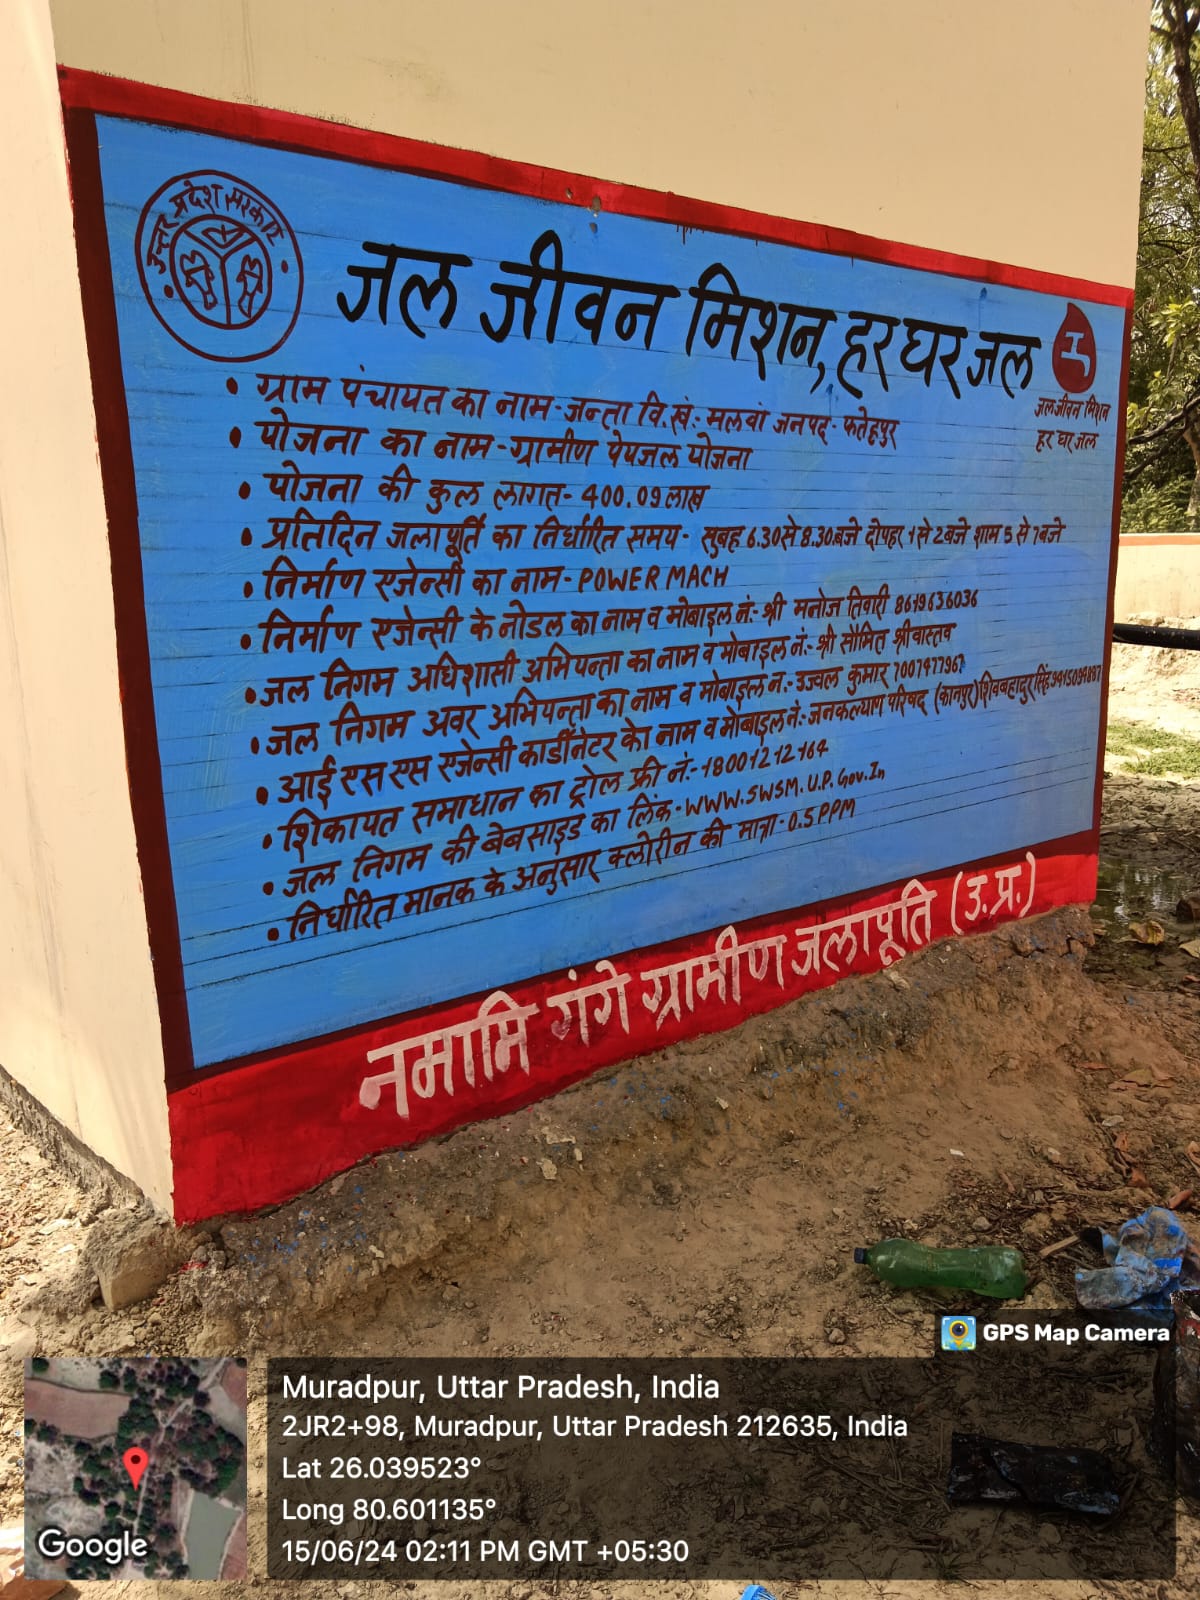 उत्तर प्रदेश सरकार
जल जीवन मिशन, हर घर जल
जलजीवन मिशन
हर घर जल
• ग्राम पंचायत का नाम-जन्ता वि.खं.: मलवां जनपद- फतेहपुर
• योजना का नाम-ग्रामीण पेयजल योजना
• योजना की कुल लागत- 400.09 लाख
• प्रतिदिन जलापूर्ति का निर्धारित समय- सुबह 6.30से 8.30बजे दोपहर 1 से 2बजे शाम 5 से 7बजे
• निर्माण एजेन्सी का नाम- POWER MACH
• निर्माण एजेन्सी के नोडल का नाम व मोबाइल नं:- श्री मनोज तिवारी 8619636036
• जल निगम अधिशासी अभियन्ता का नाम व मोबाइल नं:- श्री सोमित श्रीवास्तव
• जल निगम अवर अभियन्ता का नाम व मोबाइल नं.- उज्वल कुमार 7007477967
• आई एस एस एजेन्सी कार्डीनेटर का नाम व मोबाइल नं:- जनकल्याण परिषद (कानपुर) शिवबहादुर सिंह 9415094887
• शिकायत समाधान का ट्रोल फ्री नं:-18001212164
• जल निगम की बेबसाइड का लिंक-WWW.SWSM.U.P.Gov.In
• निर्धारित मानक के अनुसार क्लोरीन की मात्रा-0.5 PPM
नमामि गंगे ग्रामीण जलापूति (उ.प्र.)
GPS Map Camera
Muradpur, Uttar Pradesh, India
2JR2+98, Muradpur, Uttar Pradesh 212635, India
Lat 26.039523°
Long 80.601135°
15/06/24 02:11 PM GMT +05:30
Google